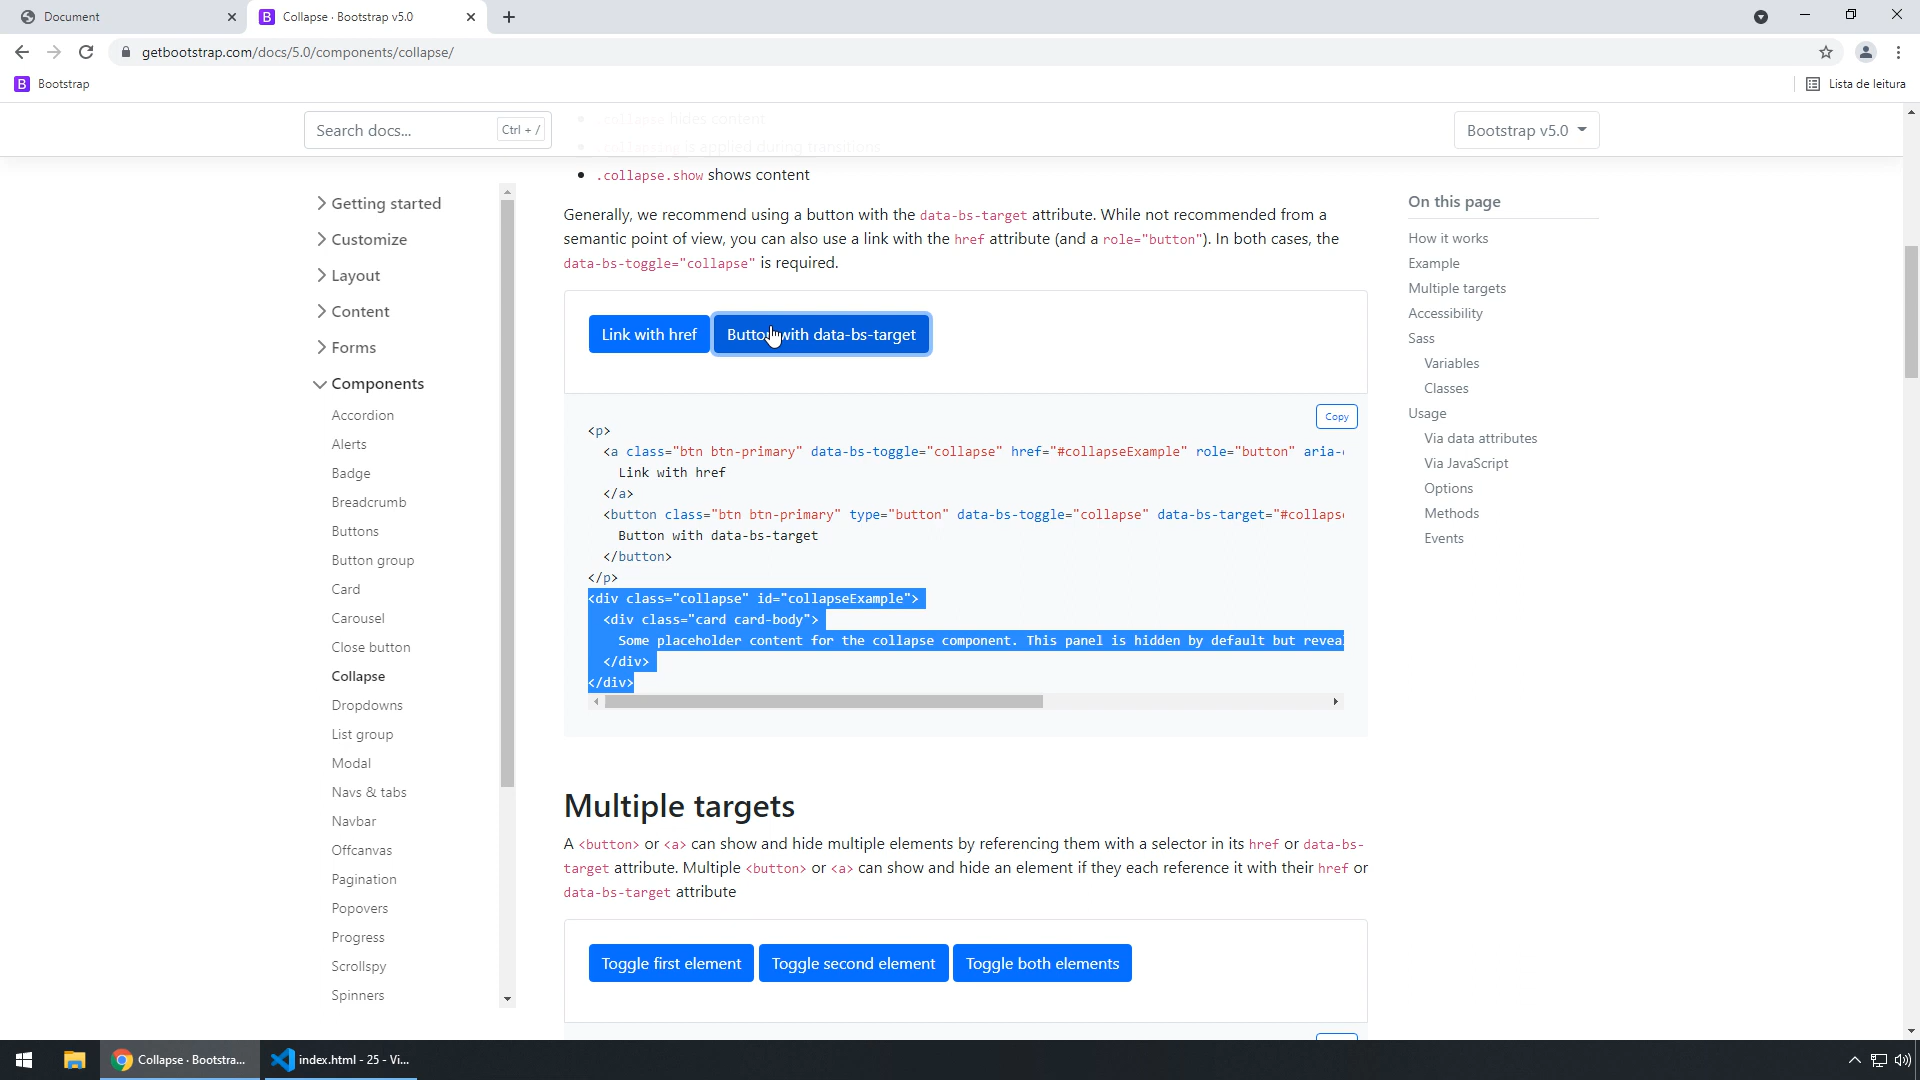 Document
Collapse · Bootstrap v5.0
getbootstrap.com/docs/5.0/components/collapse/
Bootstrap
Lista de leitura
Search docs...
Ctrl + /
Bootstrap v5.0
hides content
is applied during transitions
.collapse.show shows content
Generally, we recommend using a button with the data-bs-target attribute. While not recommended from a
semantic point of view, you can also use a link with the href attribute (and a role="button"). In both cases, the
data-bs-toggle="collapse" is required.
Link with href
Button with data-bs-target
Copy
<p>
<a class="btn btn-primary" data-bs-toggle="collapse" href="#collapseExample" role="button" aria-
Link with href
</a>
<button class="btn btn-primary" type="button" data-bs-toggle="collapse" data-bs-target="#collaps
Button with data-bs-target
</button>
</p>
<div class="collapse" id="collapseExample">
<div class="card card-body">
Some placeholder content for the collapse component. This panel is hidden by default but revea
</div>
</div>
Multiple targets
A <button> or <a> can show and hide multiple elements by referencing them with a selector in its href or data-bs-
target attribute. Multiple <button> or <a> can show and hide an element if they each reference it with their href or
data-bs-target attribute
Toggle first element
Toggle second element
Toggle both elements
Getting started
Customize
Layout
Content
Forms
Components
Accordion
Alerts
Badge
Breadcrumb
Buttons
Button group
Card
Carousel
Close button
Collapse
Dropdowns
List group
Modal
Navs & tabs
Navbar
Offcanvas
Pagination
Popovers
Progress
Scrollspy
Spinners
On this page
How it works
Example
Multiple targets
Accessibility
Sass
Variables
Classes
Usage
Via data attributes
Via JavaScript
Options
Methods
Events
Collapse · Bootstra...
index.html - 25 - Vi...